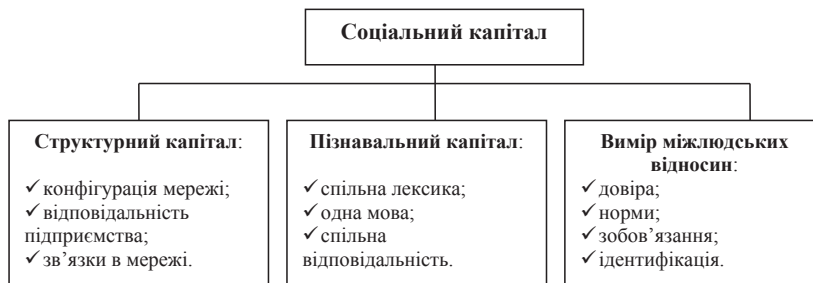 Соціальний капітал
Структурний капітал:
✓ конфігурація мережі;
✓ відповідальність
підприємства;
✓ зв’язки в мережі.
Пізнавальний капітал:
✓ спільна лексика;
✓ одна мова;
✓ спільна
відповідальність.
Вимір міжлюдських
відносин:
✓ довіра;
✓ норми;
✓ зобов’язання;
✓ ідентифікація.